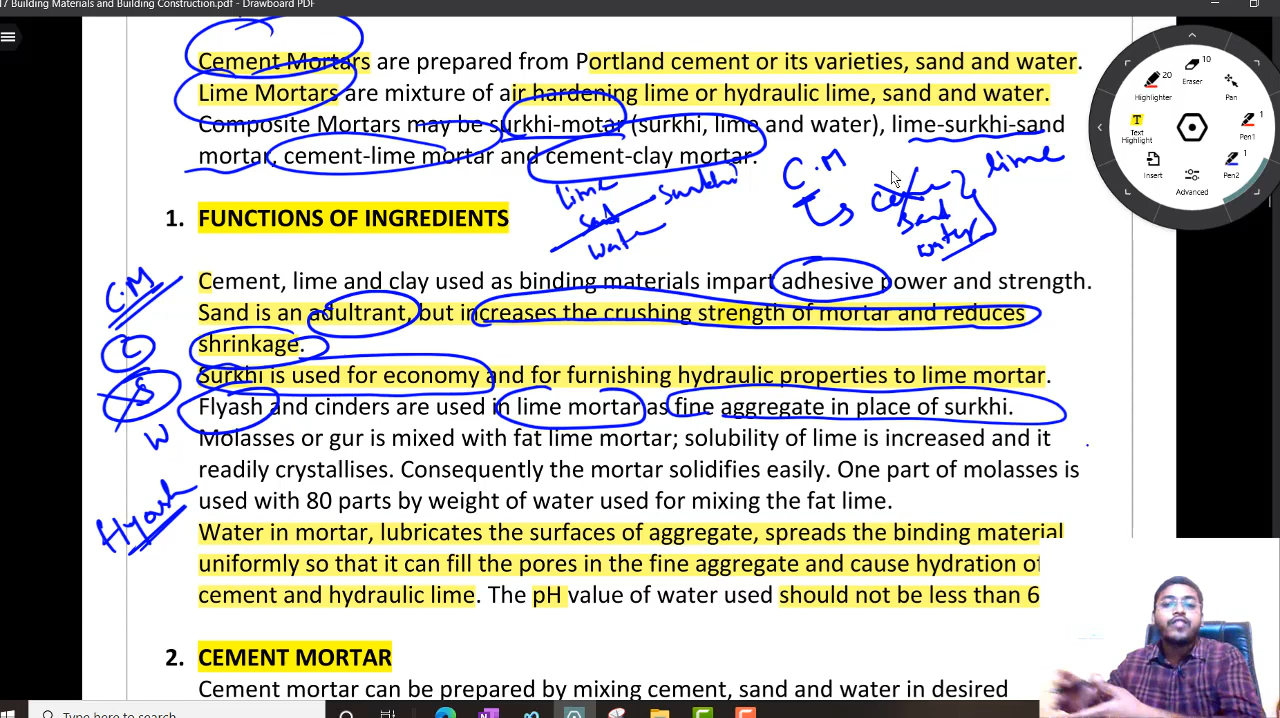 17 Building Materials and Building Construction.pdf - Drawboard PDF
Cement Mortars are prepared from Portland cement or its varieties, sand and water.
Lime Mortars are mixture of air hardening lime or hydraulic lime, sand and water.
Composite Mortars may be surkhi-motar (surkhi, lime and water), lime-surkhi-sand
mortar, cement-lime mortar and cement-clay mortar.
C.M
lime
lime
sand
surkhi
water
sand
water
1. FUNCTIONS OF INGREDIENTS
C.M
Cement, lime and clay used as binding materials impart adhesive power and strength.
Sand is an adultrant, but increases the crushing strength of mortar and reduces
shrinkage.
C
Surkhi is used for economy and for furnishing hydraulic properties to lime mortar.
S
Flyash and cinders are used in lime mortar as fine aggregate in place of surkhi.
W
Molasses or gur is mixed with fat lime mortar; solubility of lime is increased and it
readily crystallises. Consequently the mortar solidifies easily. One part of molasses is
used with 80 parts by weight of water used for mixing the fat lime.
Flyash
Water in mortar, lubricates the surfaces of aggregate, spreads the binding material
uniformly so that it can fill the pores in the fine aggregate and cause hydration of
cement and hydraulic lime. The pH value of water used should not be less than 6
2. CEMENT MORTAR
Cement mortar can be prepared by mixing cement, sand and water in desired
10
Eraser
20
Highlighter
Pan
Text
Highlight
Pen1
Insert
Pen2
Advanced
Type here to search